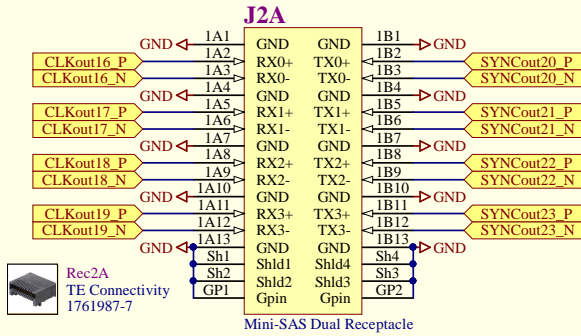 J2A
GND 1A1 GND GND 1B1 GND
CLKout16_P 1A2 RX0+ TX0+ 1B2 SYNCout20_P
CLKout16_N 1A3 RX0- TX0- 1B3 SYNCout20_N
GND 1A4 GND GND 1B4 GND
CLKout17_P 1A5 RX1+ TX1+ 1B5 SYNCout21_P
CLKout17_N 1A6 RX1- TX1- 1B6 SYNCout21_N
GND 1A7 GND GND 1B7 GND
CLKout18_P 1A8 RX2+ TX2+ 1B8 SYNCout22_P
CLKout18_N 1A9 RX2- TX2- 1B9 SYNCout22_N
GND 1A10 GND GND 1B10 GND
CLKout19_P 1A11 RX3+ TX3+ 1B11 SYNCout23_P
CLKout19_N 1A12 RX3- TX3- 1B12 SYNCout23_N
GND 1A13 GND GND 1B13 GND
Sh1 Shld1 Shld4 Sh4
Sh2 Shld2 Shld3 Sh3
GP1 Gpin Gpin GP2
Rec2A
TE Connectivity
1761987-7
Mini-SAS Dual Receptacle